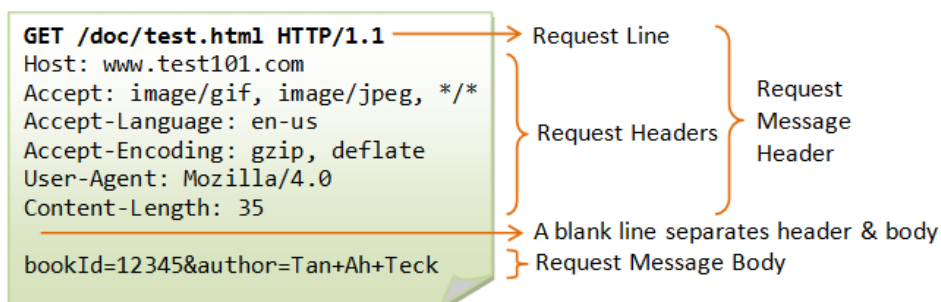 GET /doc/test.html HTTP/1.1
Host: www.test101.com
Accept: image/gif, image/jpeg, */*
Accept-Language: en-us
Accept-Encoding: gzip, deflate
User-Agent: Mozilla/4.0
Content-Length: 35
bookId=12345&author=Tan+Ah+Teck
Request Line
Request Headers
Request
Message
Header
A blank line separates header & body
Request Message Body